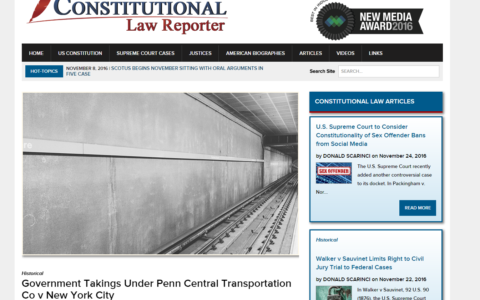 CONSTITUTIONAL
Law Reporter
NEW MEDIA
AWARD2016
HOME
US CONSTITUTION
SUPREME COURT CASES
JUSTICES
AMERICAN BIOGRAPHIES
ARTICLES
VIDEOS
LINKS
HOT-TOPICS
NOVEMBER 8, 2016 / SCOTUS BEGINS NOVEMBER SITTING WITH ORAL ARGUMENTS IN
FIVE CASE
Search Site
SEARCH...
Historical
Government Takings Under Penn Central Transportation
Co v New York City
CONSTITUTIONAL LAW ARTICLES
U.S. Supreme Court to Consider
Constitutionality of Sex Offender Bans
from Social Media
by DONALD SCARINCI on November 24, 2016
SEX OFFENDER
The U.S. Supreme Court recently
added another controversial case
to its docket. In Packingham v.
Nor...
READ MORE
Historical
Walker v Sauvinet Limits Right to Civil
Jury Trial to Federal Cases
by DONALD SCARINCI on November 22, 2016
In Walker v. Sauvinet, 92 U.S. 90
(1876), the U.S. Supreme Court